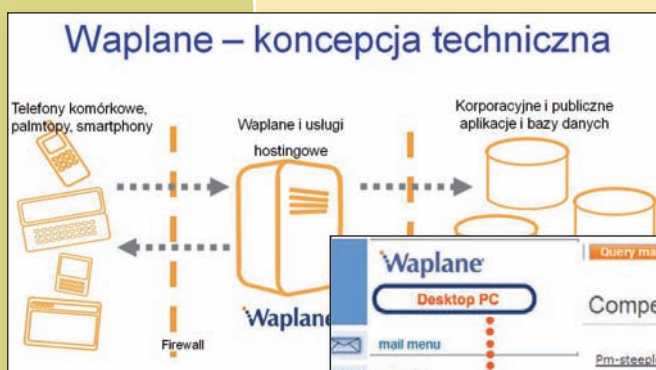 Waplane – koncepcja techniczna
Telefony komórkowe,
palmtopy, smartphony
Waplane i usługi
hostingowe
Korporacyjne i publiczne
aplikacje i bazy danych
Waplane
Firewall
Waplane
Desktop PC
mail menu
Query